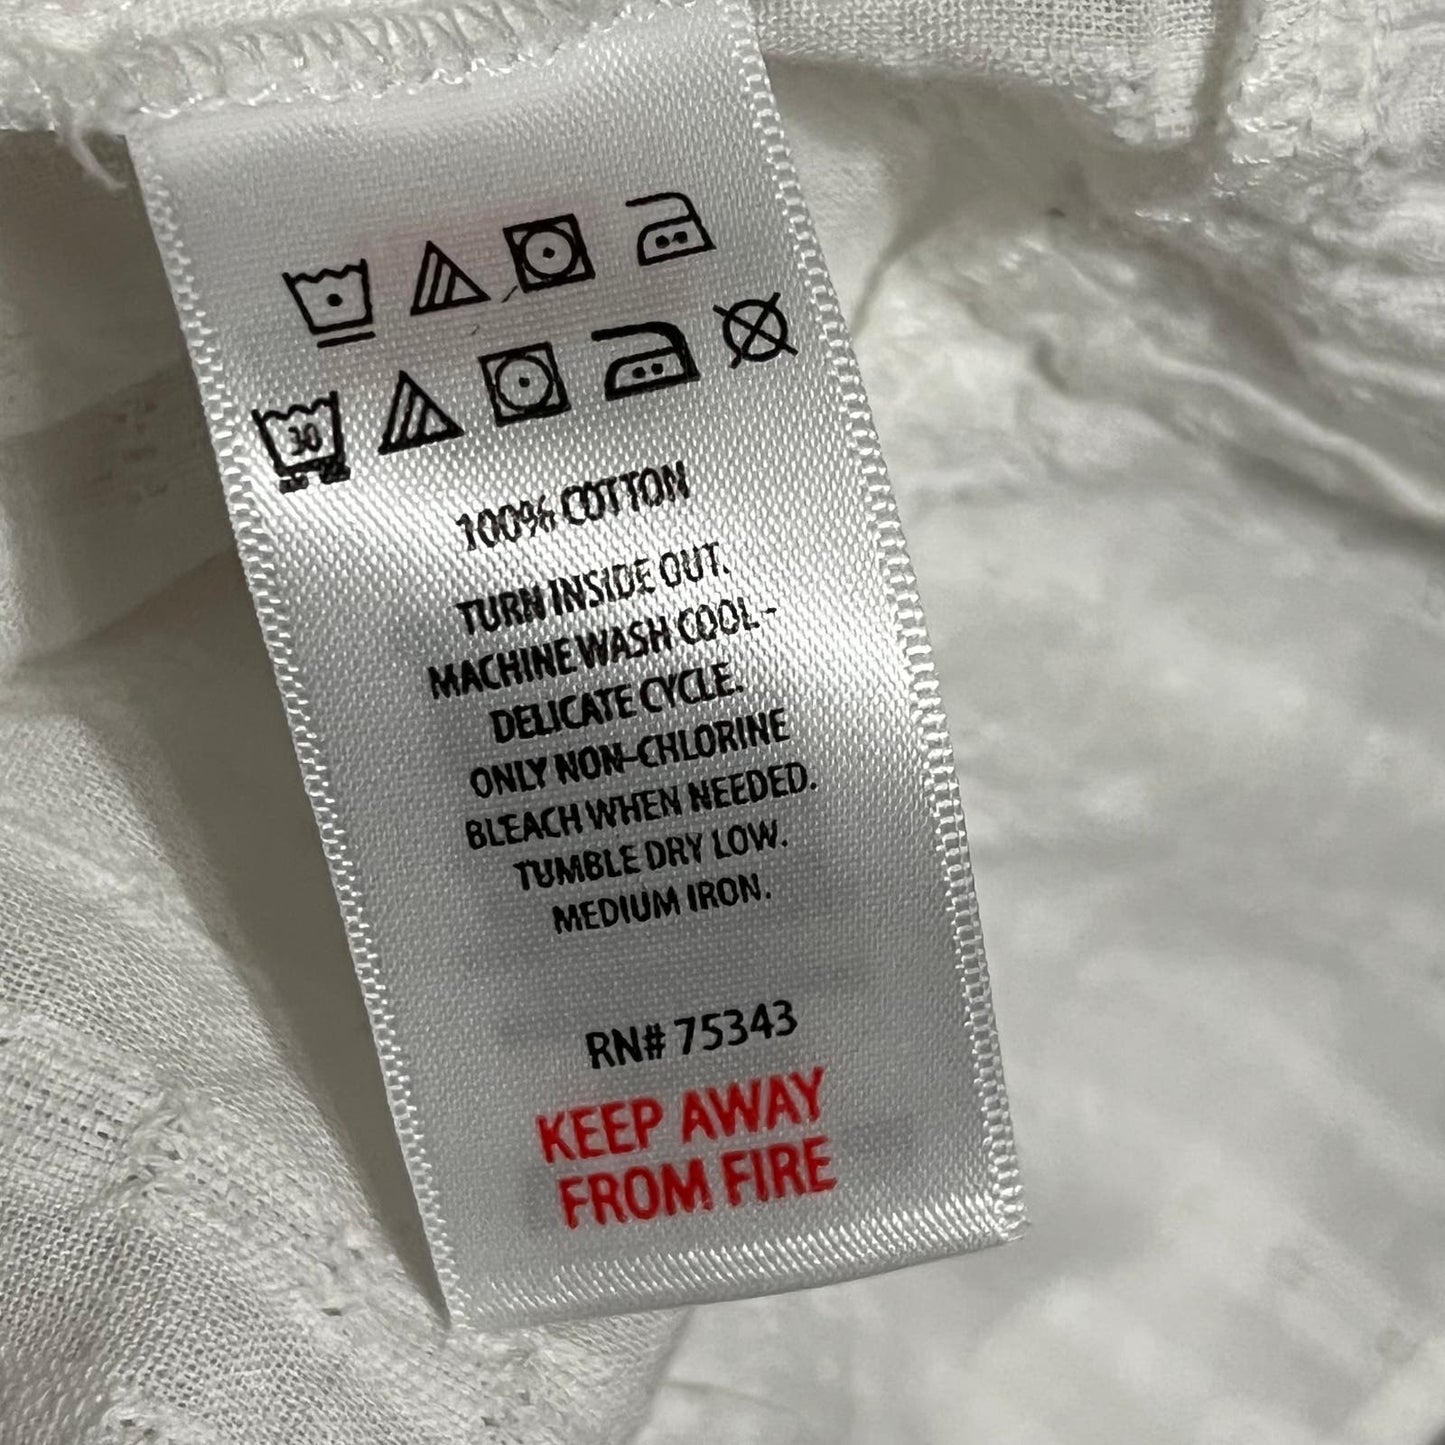 30
100% COTTON
TURN INSIDE OUT.
MACHINE WASH COOL -
DELICATE CYCLE.
ONLY NON-CHLORINE
BLEACH WHEN NEEDED.
TUMBLE DRY LOW.
MEDIUM IRON.
RN# 75343
KEEP AWAY
FROM FIRE